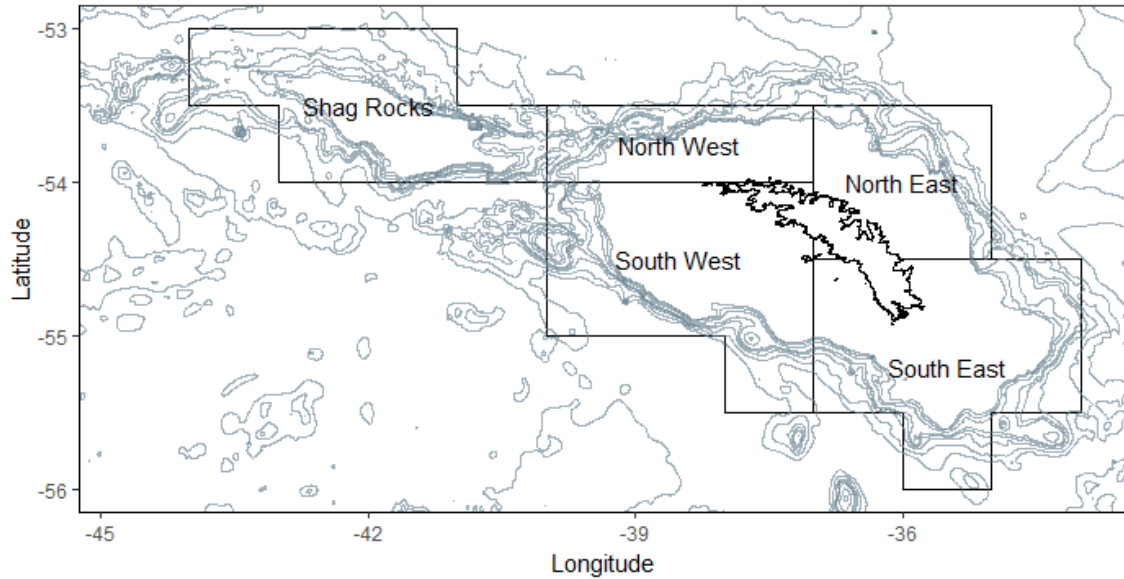 -53
Shag Rocks
North West
-54
North East
South West
Latitude
-55
South East
-56
-45
-42
-39
-36
Longitude